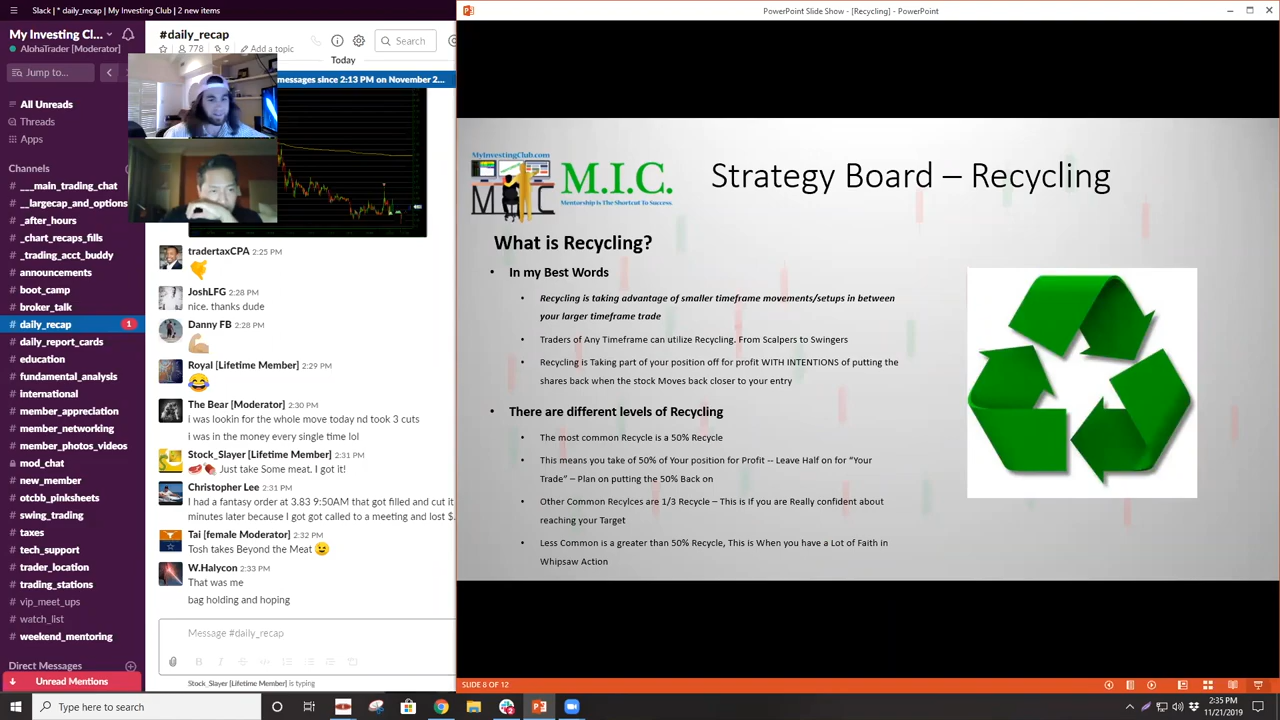 Slack | * daily_recap | My Investing Club | 2 new items
My Investing Cl...
AlohaTrader [Moderator]
Jump to...
All Unreads
Threads
Apps
__main_trading_chat
__largecap_and_options
_after_hours
_chart_recaps_fills
_trading_acct_buddy
announcements
boot_camp
computer_talk
daily_recap
1
location
international
member_appreciation
member_networking
member_photos_videos
mod_chat
new_member
otcbb_pinksheets
swing_trading
taxes
tech_support
trader_location
trading_stations
vip_meet_ups
watch_list
weekend_mentoring
Direct Messages
Unread Mentions
#daily_recap
778
9
Add a topic
Search
Today
messages since 2:13 PM on November 2...
tradertaxCPA 2:25 PM
JoshLFG 2:28 PM
nice, thanks dude
Danny FB 2:28 PM
Royal [Lifetime Member] 2:29 PM
The Bear [Moderator] 2:30 PM
i was lookin for the whole move today nd took 3 cuts
i was in the money every single time lol
Stock_Slayer [Lifetime Member] 2:31 PM
Just take Some meat. I got it!
Christopher Lee 2:31 PM
I had a fantasy order at 3.83 9:50AM that got filled and cut it
minutes later because I got got called to a meeting and lost $.
Tai [female Moderator] 2:32 PM
Tosh takes Beyond the Meat
W.Halycon 2:33 PM
That was me
bag holding and hoping
Message #daily_recap
Stock_Slayer [Lifetime Member] is typing
PowerPoint Slide Show - [Recycling] - PowerPoint
MyInvestingClub.com
MIC
M.I.C.
Mentorship Is The Shortcut To Success.
Strategy Board – Recycling
What is Recycling?
• In my Best Words
• Recycling is taking advantage of smaller timeframe movements/setups in between
your larger timeframe trade
• Traders of Any Timeframe can utilize Recycling. From Scalpers to Swingers
• Recycling is Taking part of your position off for profit WITH INTENTIONS of putting the
shares back when the stock Moves back closer to your entry
• There are different levels of Recycling
• The most common Recycle is a 50% Recycle
• This means you take of 50% of Your position for Profit -- Leave Half on for “Your
Trade” – Plan on putting the 50% Back on
• Other Common Recylces are 1/3 Recycle – This is If you are Really confident about
reaching your Target
• Less Common is a greater than 50% Recycle, This is When you have a Lot of Faith in
Whipsaw Action
SLIDE 8 OF 12
Type here to search
2:35 PM
11/21/2019